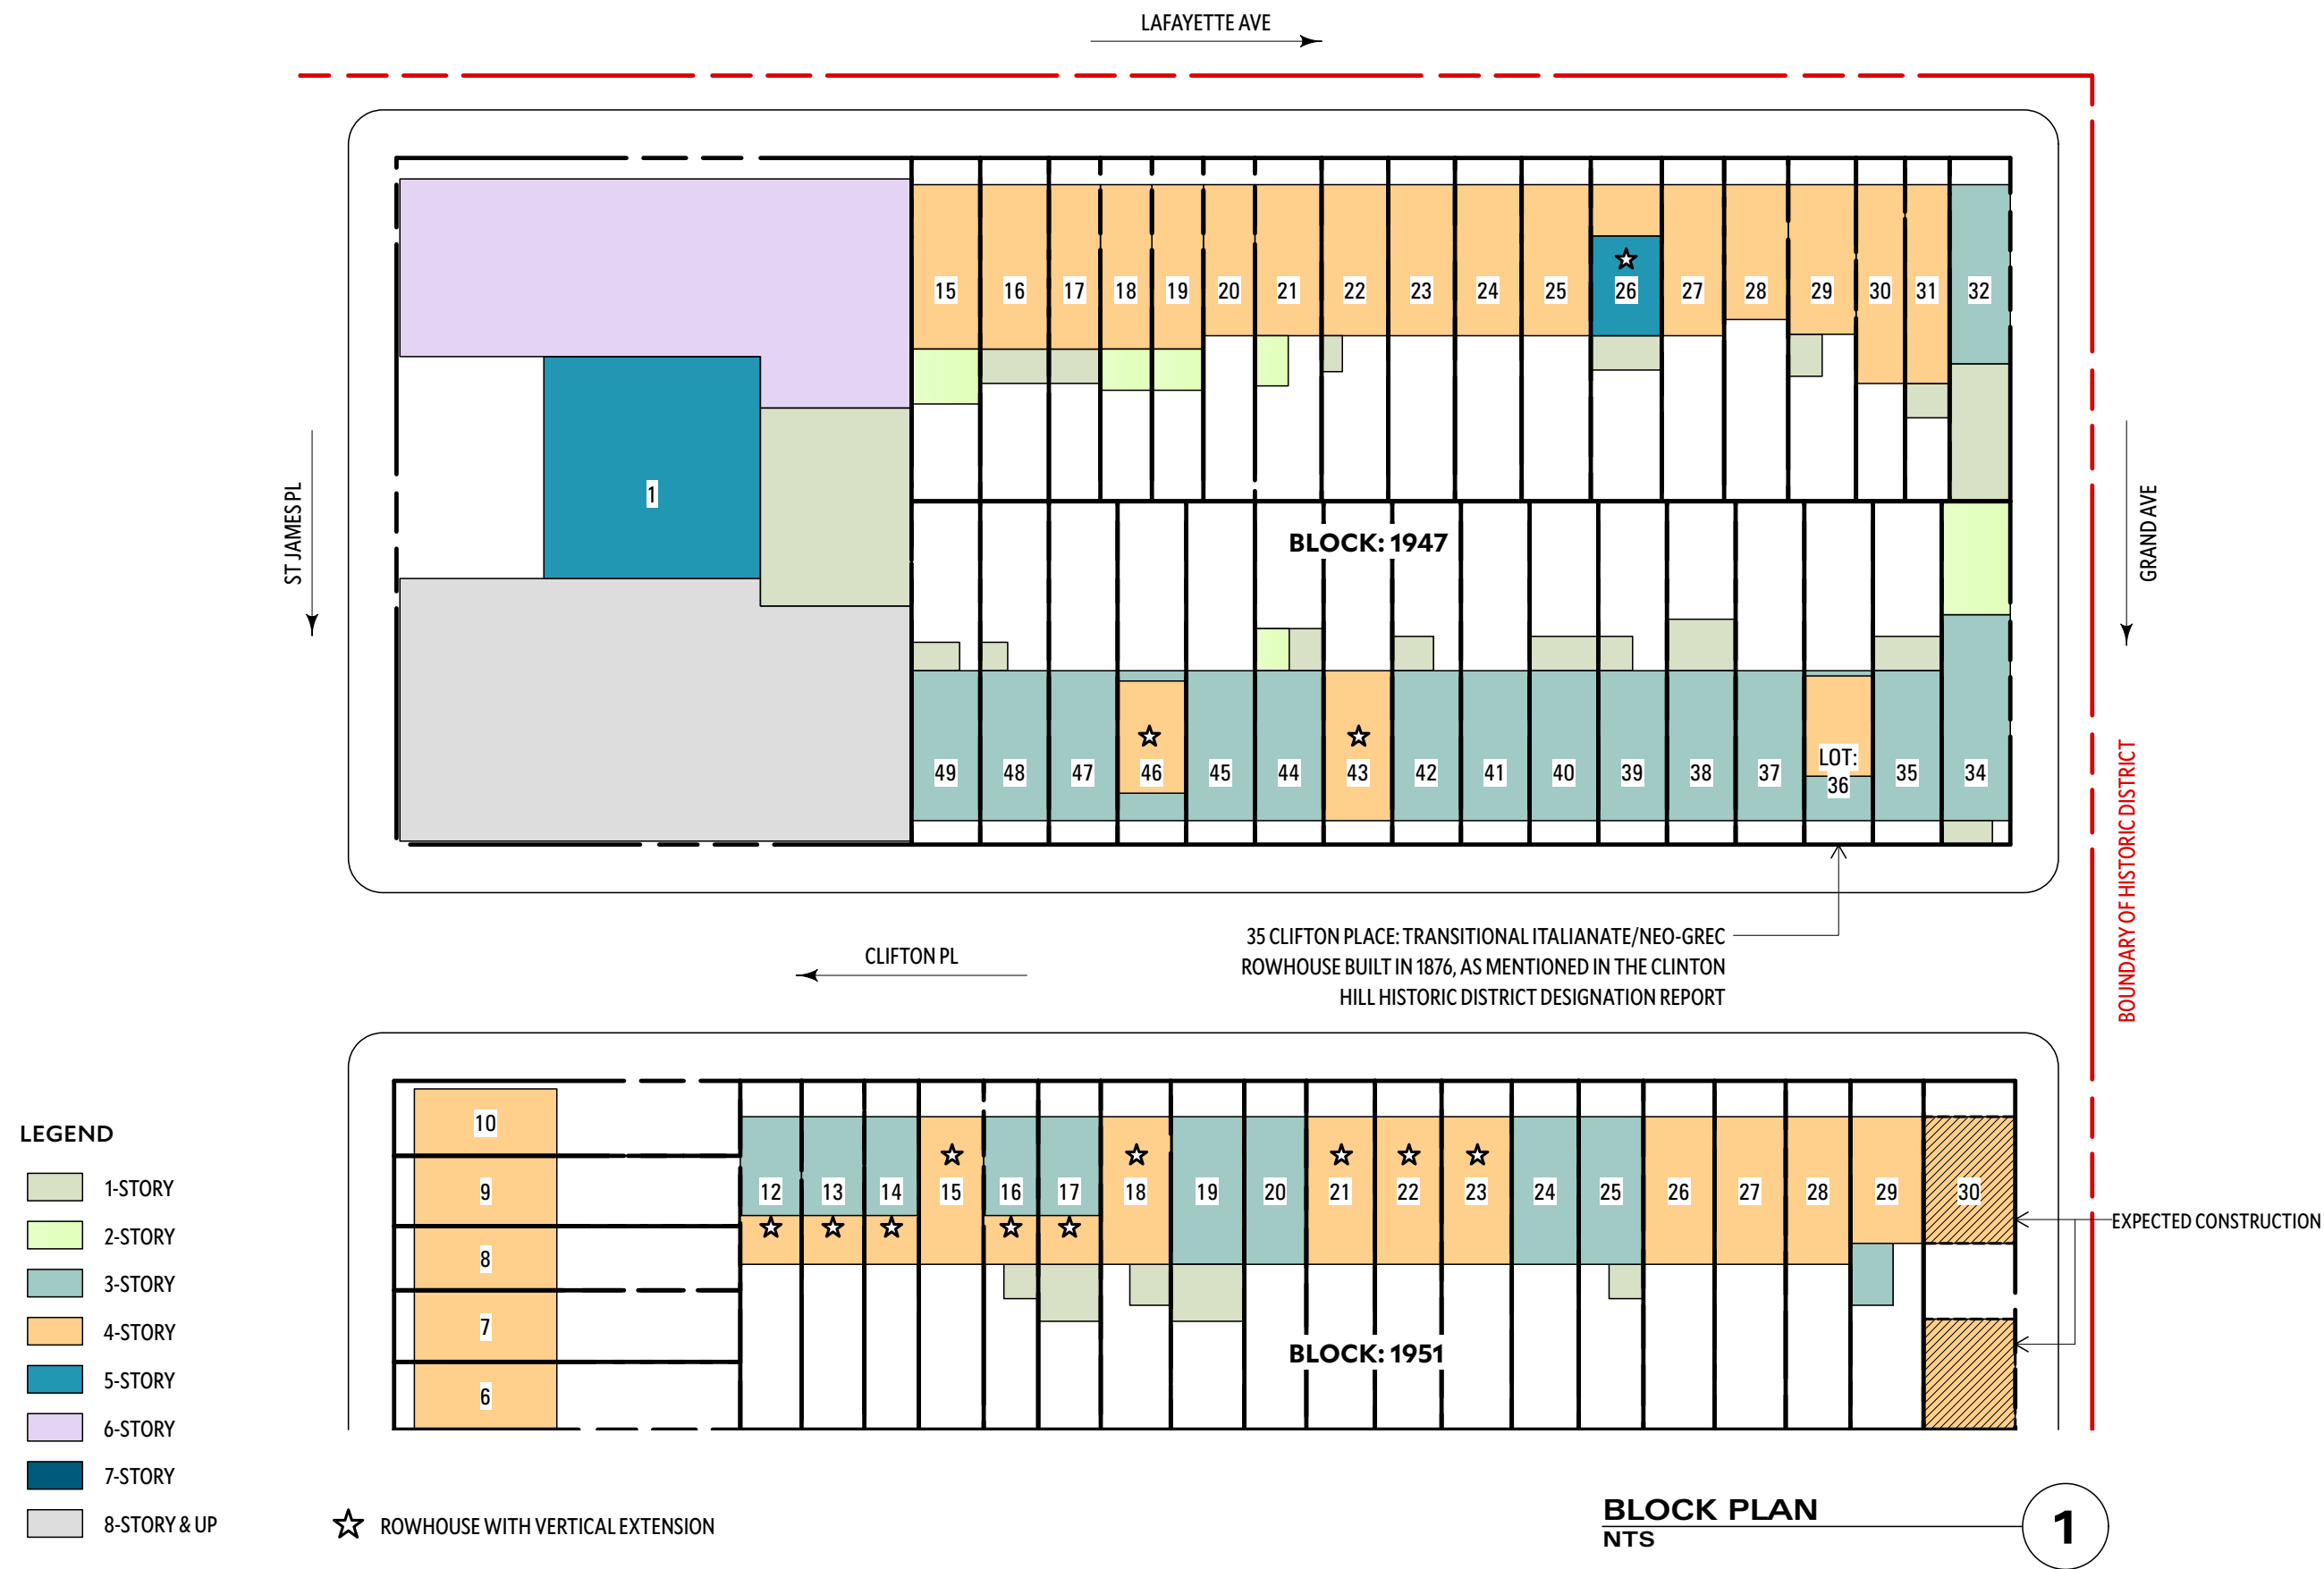 LAFAYETTE AVE
15
16
17
18
19
20
21
22
23
24
25
26
27
28
29
30
31
32
1
ST JAMES PL
GRAND AVE
BLOCK: 1947
49
48
47
46
45
44
43
42
41
40
39
38
37
LOT:
36
35
34
BOUNDARY OF HISTORIC DISTRICT
CLIFTON PL
35 CLIFTON PLACE: TRANSITIONAL ITALIANATE/NEO-GREC
ROWHOUSE BUILT IN 1876, AS MENTIONED IN THE CLINTON
HILL HISTORIC DISTRICT DESIGNATION REPORT
10
9
8
7
6
12
13
14
15
16
17
18
19
20
21
22
23
24
25
26
27
28
29
30
EXPECTED CONSTRUCTION
BLOCK: 1951
LEGEND
1-STORY
2-STORY
3-STORY
4-STORY
5-STORY
6-STORY
7-STORY
8-STORY & UP
ROWHOUSE WITH VERTICAL EXTENSION
BLOCK PLAN
NTS
1